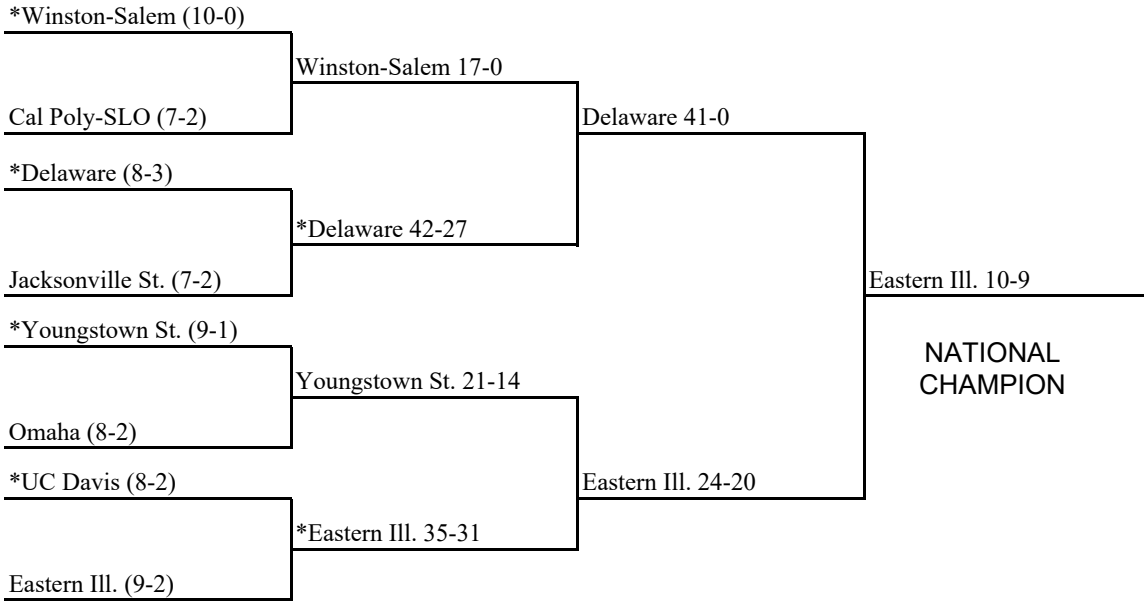 *Winston-Salem (10-0)
Winston-Salem 17-0
Cal Poly-SLO (7-2)
Delaware 41-0
*Delaware (8-3)
*Delaware 42-27
Jacksonville St. (7-2)
Eastern Ill. 10-9
*Youngstown St. (9-1)
NATIONAL
CHAMPION
Youngstown St. 21-14
Omaha (8-2)
*UC Davis (8-2)
Eastern Ill. 24-20
*Eastern Ill. 35-31
Eastern Ill. (9-2)